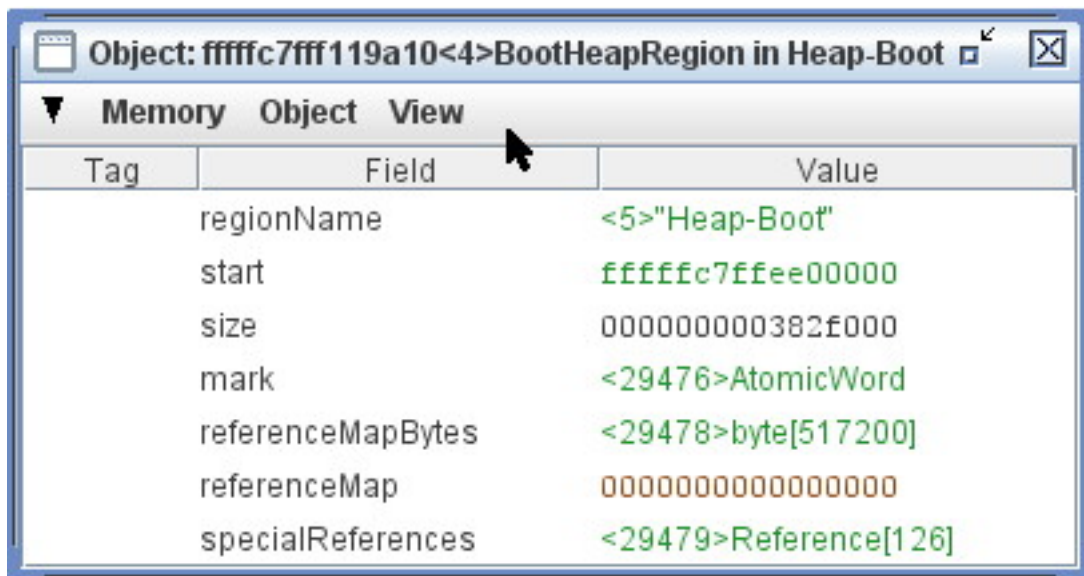 Object: fffffc7fff119a10<4>BootHeapRegion in Heap-Boot
Memory Object View
Tag Field Value
regionName <5>"Heap-Boot"
start fffffc7ffee00000
size 000000000382f000
mark <29476>AtomicWord
referenceMapBytes <29478>byte[517200]
referenceMap 0000000000000000
specialReferences <29479>Reference[126]